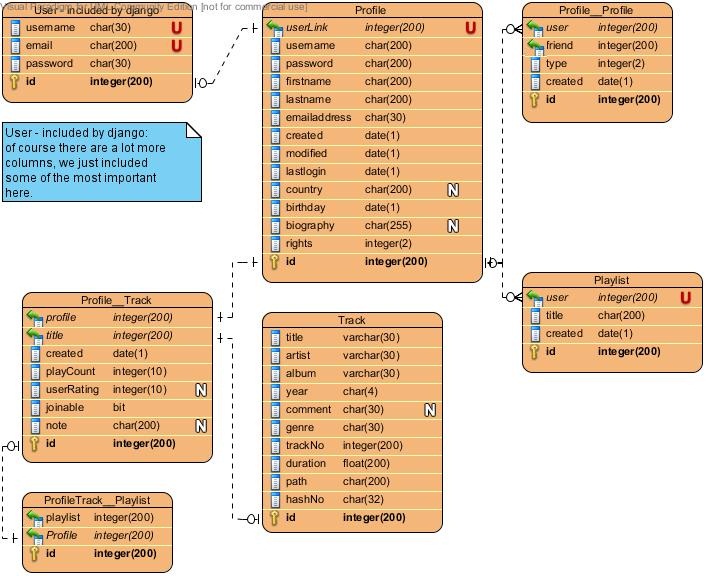 Visual Paradigm for UML Community Edition [not for commercial use]
User - included by django
username char(30) U
email char(200) U
password char(30)
id integer(200)
User - included by django:
of course there are a lot more
columns, we just included
some of the most important
here.
Profile
userLink integer(200) U
username char(200)
password char(200)
firstname char(200)
lastname char(200)
emailaddress char(30)
created date(1)
modified date(1)
lastlogin date(1)
country char(200) N
birthday date(1)
biography char(255) N
rights integer(2)
id integer(200)
Profile__Profile
user integer(200)
friend integer(200)
type integer(2)
created date(1)
id integer(200)
Playlist
user integer(200) U
title char(200)
created date(1)
id integer(200)
Profile__Track
profile integer(200)
title integer(200)
created date(1)
playCount integer(10)
userRating integer(10) N
joinable bit
note char(200) N
id integer(200)
Track
title varchar(30)
artist varchar(30)
album varchar(30)
year char(4)
comment char(30) N
genre char(30)
trackNo integer(200)
duration float(200)
path char(200)
hashNo char(32)
id integer(200)
ProfileTrack__Playlist
playlist integer(200)
Profile integer(200)
id integer(200)